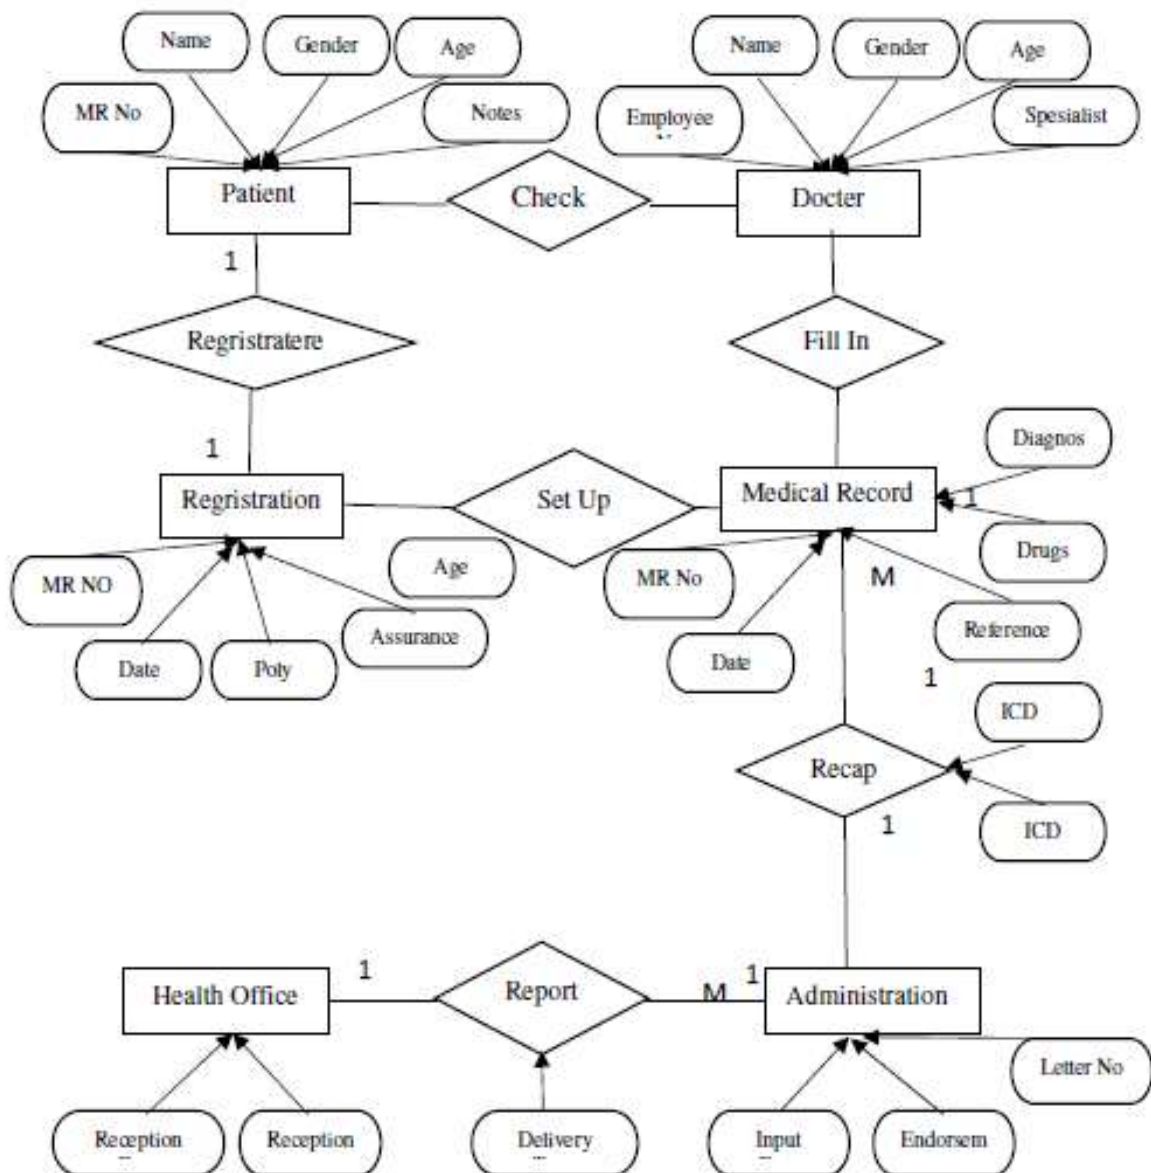 Name
Gender
Age
Name
Gender
Age
MR No
Notes
Employee
Spesialist
Patient
Check
Docter
1
Regristratere
Fill In
1
Diagnos
Regristration
Set Up
Medical Record
1
Drugs
MR NO
Age
MR No
M
Assurance
Reference
Date
Poty
Date
1
ICD
Recap
1
ICD
Health Office
1
Report
M
1
Administration
Letter No
Reception
Reception
Delivery
Input
Endorsem